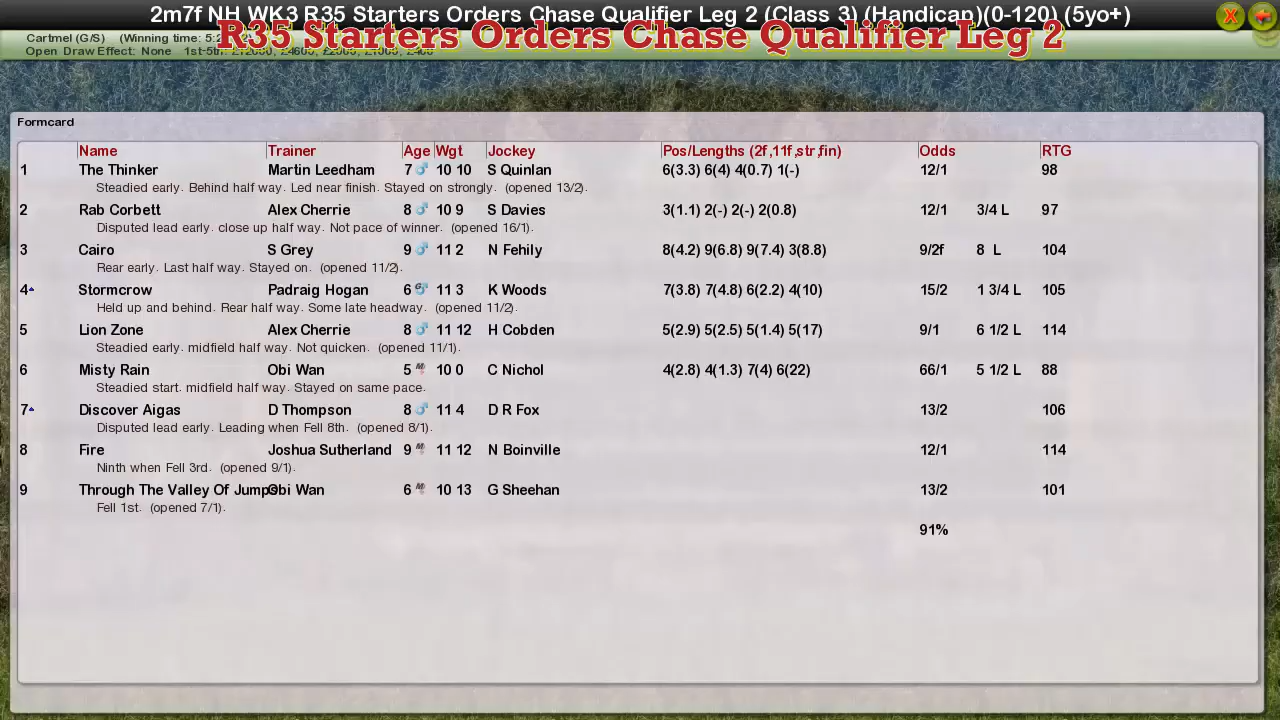 2m7f NH WK3 R35 Starters Orders Chase Qualifier Leg 2 (Class 3) (Handicap)(0-120) (5yo+)
R35 Starters Orders Chase Qualifier Leg 2
Cartmel (G/S) (Winning time: 5:
Open Draw Effect: None 1st-5th:
Formcard
Name Trainer Age Wgt Jockey Pos/Lengths (2f,11f,str,fin) Odds RTG
1 The Thinker Martin Leedham 7 10 10 S Quinlan 6(3.3) 6(4) 4(0.7) 1(-) 12/1 98
Steadied early. Behind half way. Led near finish. Stayed on strongly. (opened 13/2).
2 Rab Corbett Alex Cherrie 8 10 9 S Davies 3(1.1) 2(-) 2(-) 2(0.8) 12/1 3/4 L 97
Disputed lead early. close up half way. Not pace of winner. (opened 16/1).
3 Cairo S Grey 9 11 2 N Fehily 8(4.2) 9(6.8) 9(7.4) 3(8.8) 9/2f 8 L 104
Rear early. Last half way. Stayed on. (opened 11/2).
4 Stormcrow Padraig Hogan 6 11 3 K Woods 7(3.8) 7(4.8) 6(2.2) 4(10) 15/2 1 3/4 L 105
Held up and behind. Rear half way. Some late headway. (opened 11/2).
5 Lion Zone Alex Cherrie 8 11 12 H Cobden 5(2.9) 5(2.5) 5(1.4) 5(17) 9/1 6 1/2 L 114
Steadied early. midfield half way. Not quicken. (opened 11/1).
6 Misty Rain Obi Wan 5 10 0 C Nichol 4(2.8) 4(1.3) 7(4) 6(22) 66/1 5 1/2 L 88
Steadied start. midfield half way. Stayed on same pace.
7 Discover Aigas D Thompson 8 11 4 D R Fox 13/2 106
Disputed lead early. Leading when Fell 8th. (opened 8/1).
8 Fire Joshua Sutherland 9 11 12 N Boinville 12/1 114
Ninth when Fell 3rd. (opened 9/1).
9 Through The Valley Of Jumps Obi Wan 6 10 13 G Sheehan 13/2 101
Fell 1st. (opened 7/1).
91%